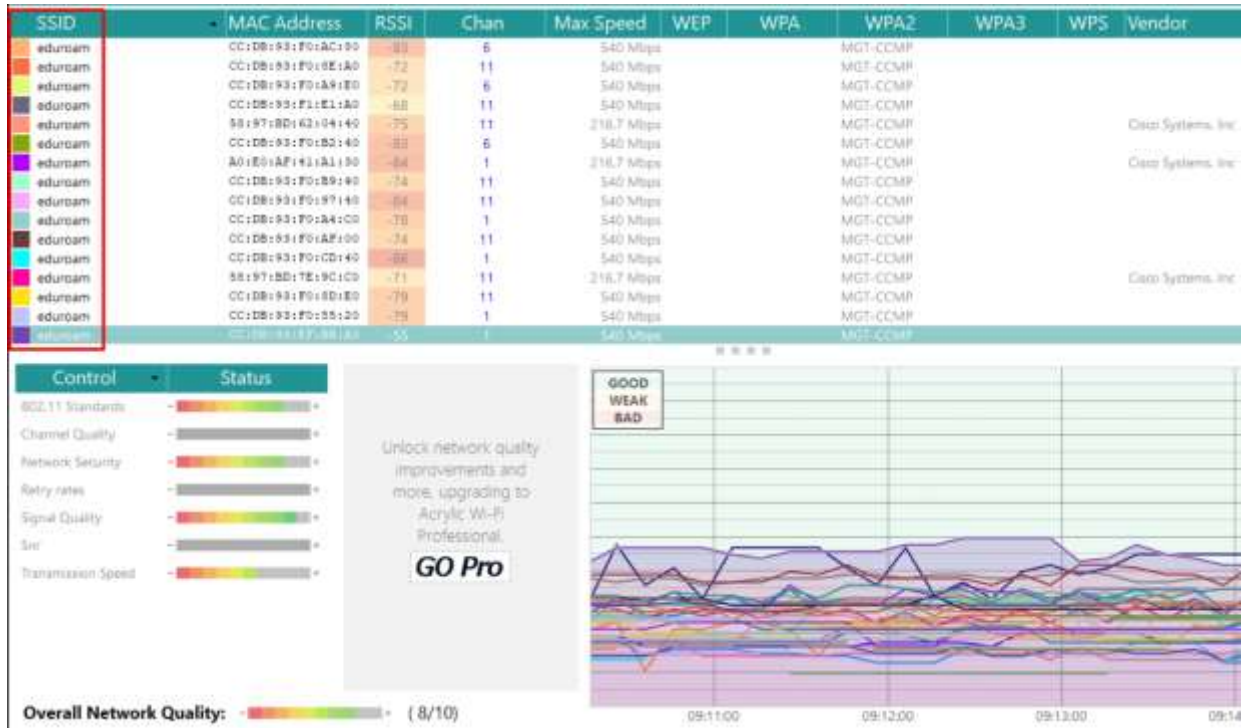 SSID MAC Address RSSI Chan Max Speed WEP WPA WPA2 WPA3 WPS Vendor
eduroam CC:DB:93:F0:AC:80 -83 6 540 Mbps MGT-CCMP
eduroam CC:DB:93:F0:8E:A0 -72 11 540 Mbps MGT-CCMP
eduroam CC:DB:93:F0:A9:E0 -72 6 540 Mbps MGT-CCMP
eduroam CC:DB:93:F1:E1:A0 -68 11 540 Mbps MGT-CCMP
eduroam 58:97:BD:62:04:40 -75 11 216.7 Mbps MGT-CCMP Cisco Systems, Inc
eduroam CC:DB:93:F0:B2:40 -83 6 540 Mbps MGT-CCMP
eduroam A0:E0:AF:41:A1:30 -84 1 216.7 Mbps MGT-CCMP Cisco Systems, Inc
eduroam CC:DB:93:F0:B9:80 -74 11 540 Mbps MGT-CCMP
eduroam CC:DB:93:F0:97:40 -84 11 540 Mbps MGT-CCMP
eduroam CC:DB:93:F0:A4:C0 -78 1 540 Mbps MGT-CCMP
eduroam CC:DB:93:F0:AF:00 -74 11 540 Mbps MGT-CCMP
eduroam CC:DB:93:F0:CD:40 -86 1 540 Mbps MGT-CCMP
eduroam 58:97:BD:7E:9C:C0 -71 11 216.7 Mbps MGT-CCMP Cisco Systems, Inc
eduroam CC:DB:93:F0:8D:E0 -79 11 540 Mbps MGT-CCMP
eduroam CC:DB:93:F0:55:20 -79 1 540 Mbps MGT-CCMP
eduroam -55 1 540 Mbps MGT-CCMP
Control Status
802.11 Standards
Channel Quality
Network Security
Retry rates
Signal Quality
Snr
Transmission Speed
Overall Network Quality: - + ( 8/10)
Unlock network quality
improvements and
more, upgrading to
Acrylic Wi-Fi
Professional.
GO Pro
GOOD
WEAK
BAD
09:11:00 09:12:00 09:13:00 09:14